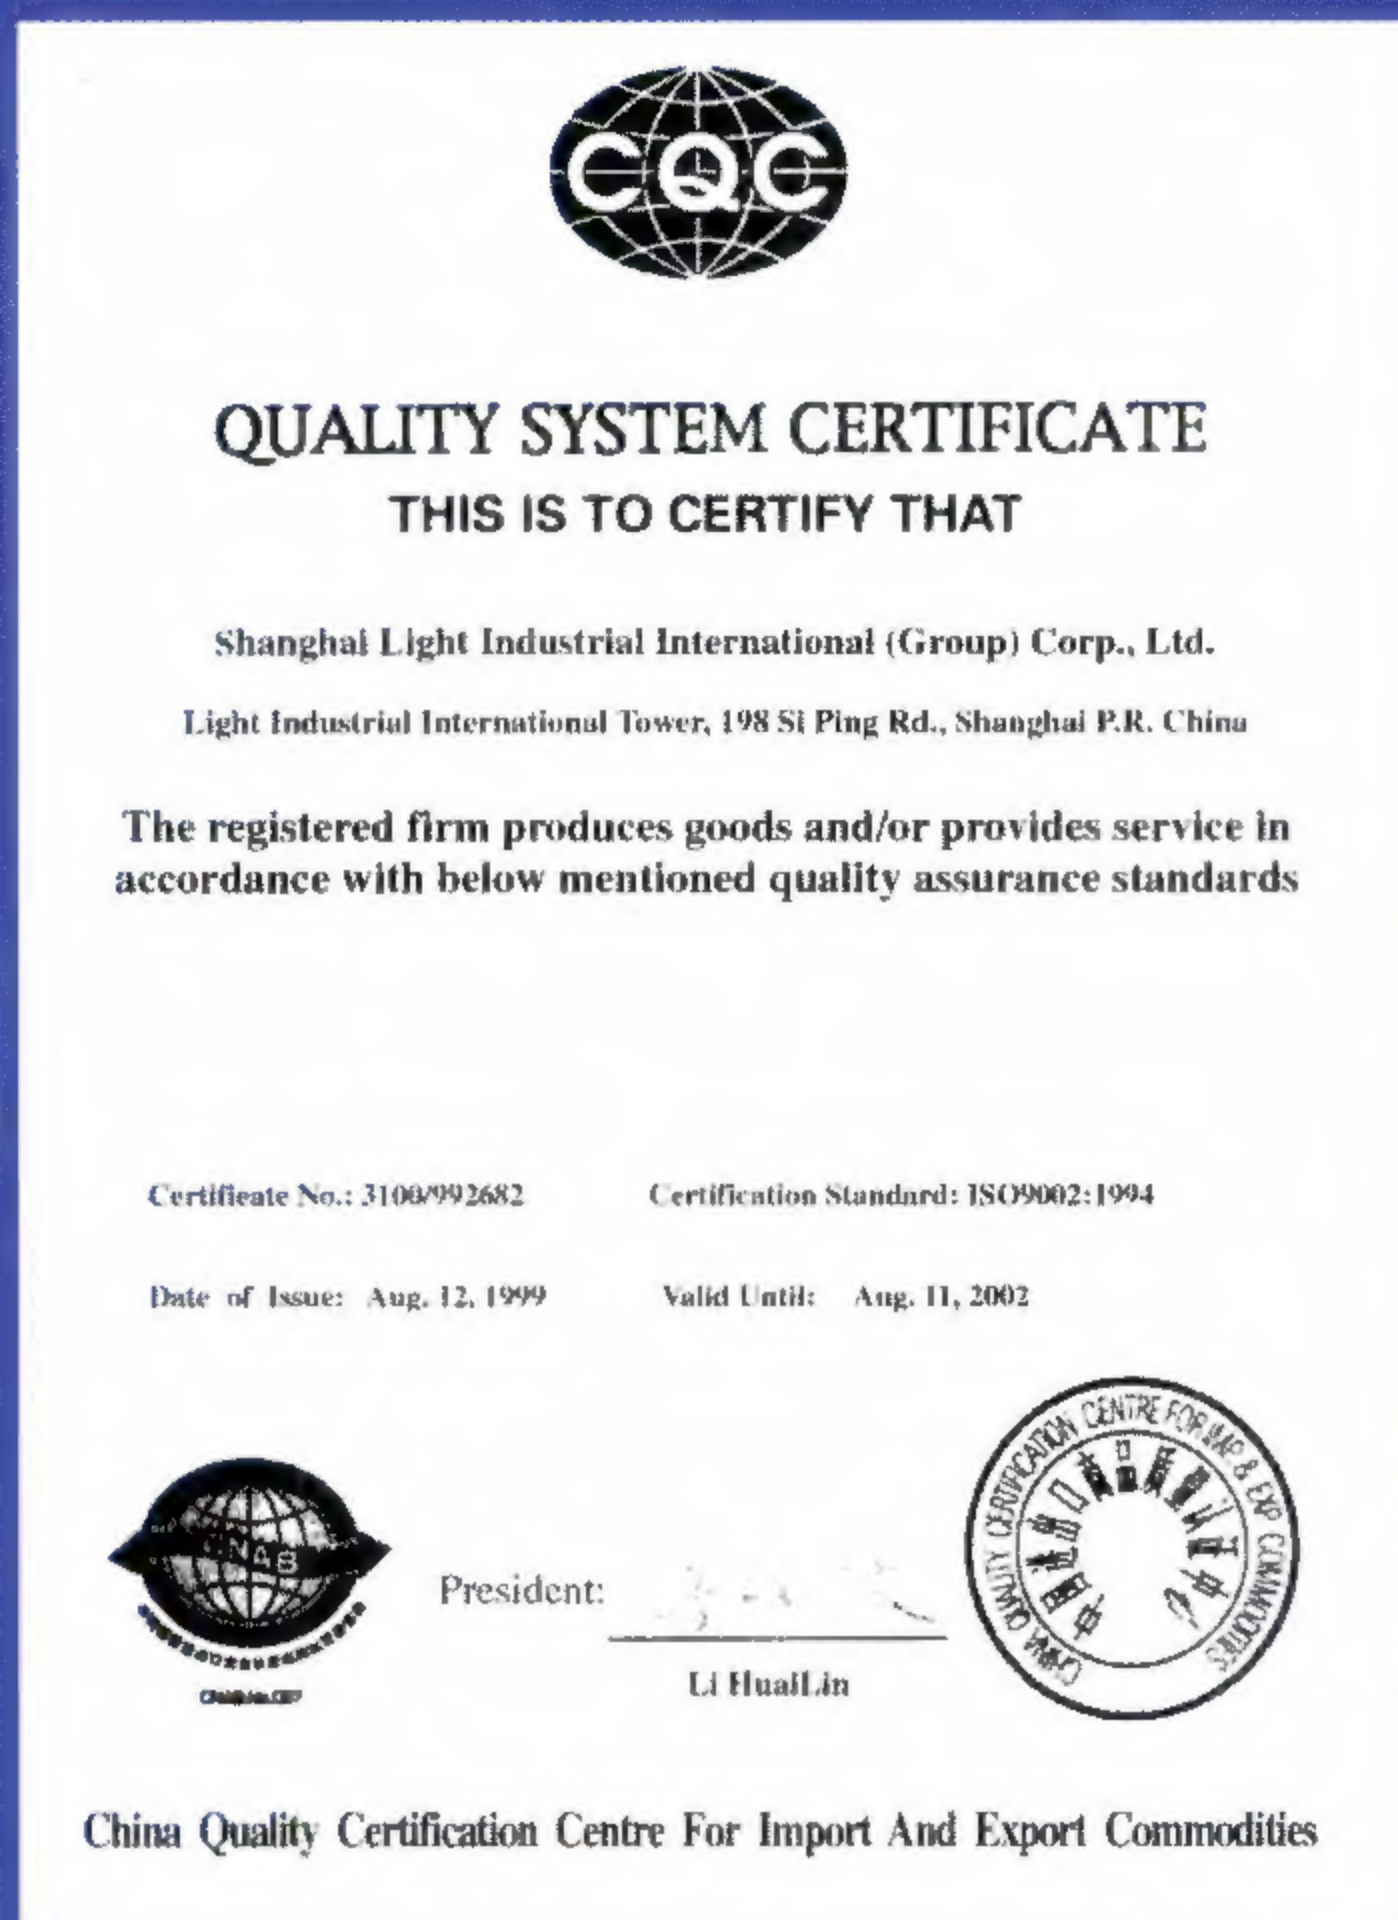 CQC
QUALITY SYSTEM CERTIFICATE
THIS IS TO CERTIFY THAT
Shanghai Light Industrial International (Group) Corp., Ltd.
Light Industrial International Tower, 198 Si Ping Rd., Shanghai P.R. China
The registered firm produces goods and/or provides service in
accordance with below mentioned quality assurance standards
Certificate No.: 3100/992682 Certification Standard: ISO9002:1994
Date of Issue: Aug. 12, 1999 Valid Until: Aug. 11, 2002
CNAB
President:
Li HuaiLin
CHINA QUALITY CERTIFICATION CENTRE FOR IMP. & EXP. COMMODITIES
China Quality Certification Centre For Import And Export Commodities